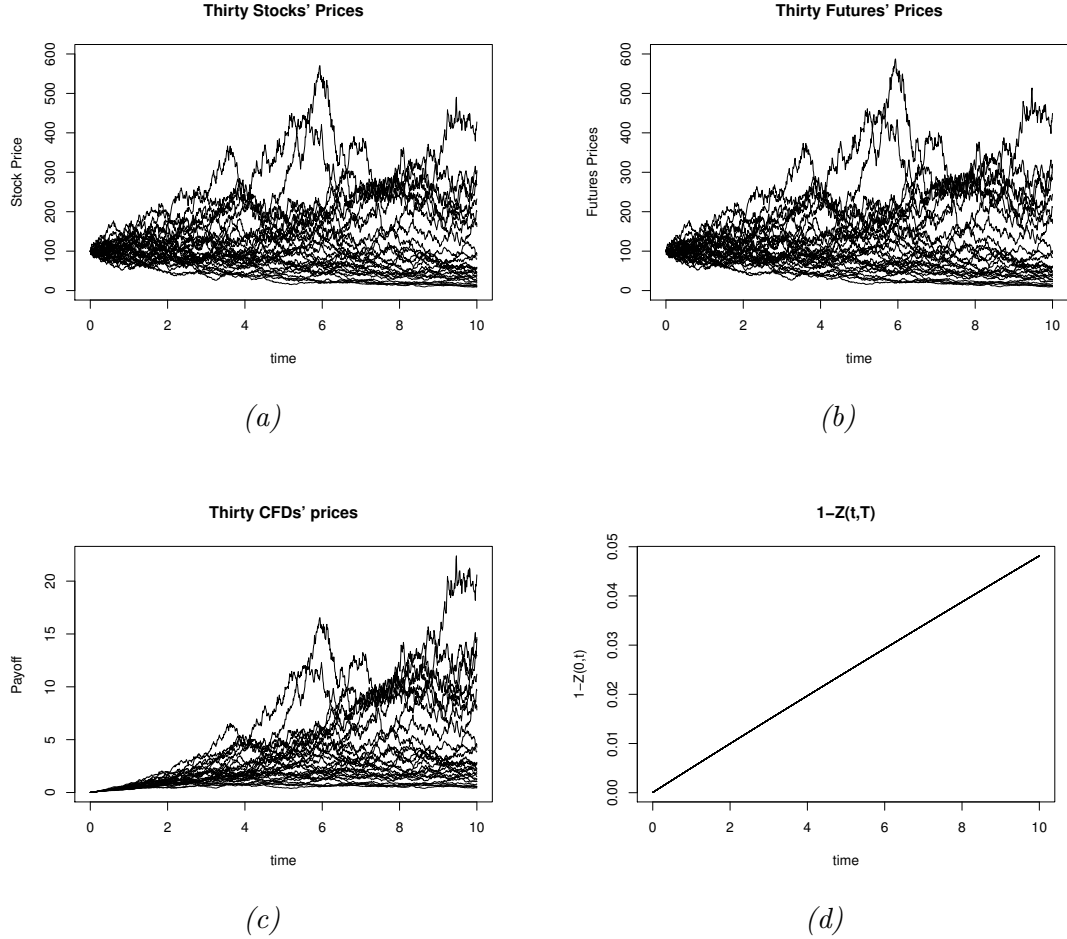 Thirty Stocks' Prices
Stock Price
600
500
400
300
200
100
0
0 2 4 6 8 10
time
(a)
Thirty Futures' Prices
Futures Prices
600
500
400
300
200
100
0
0 2 4 6 8 10
time
(b)
Thirty CFDs' prices
Payoff
20
15
10
5
0
0 2 4 6 8 10
time
(c)
1−Z(t,T)
1−Z(0,t)
0.05
0.04
0.03
0.02
0.01
0.00
0 2 4 6 8 10
time
(d)